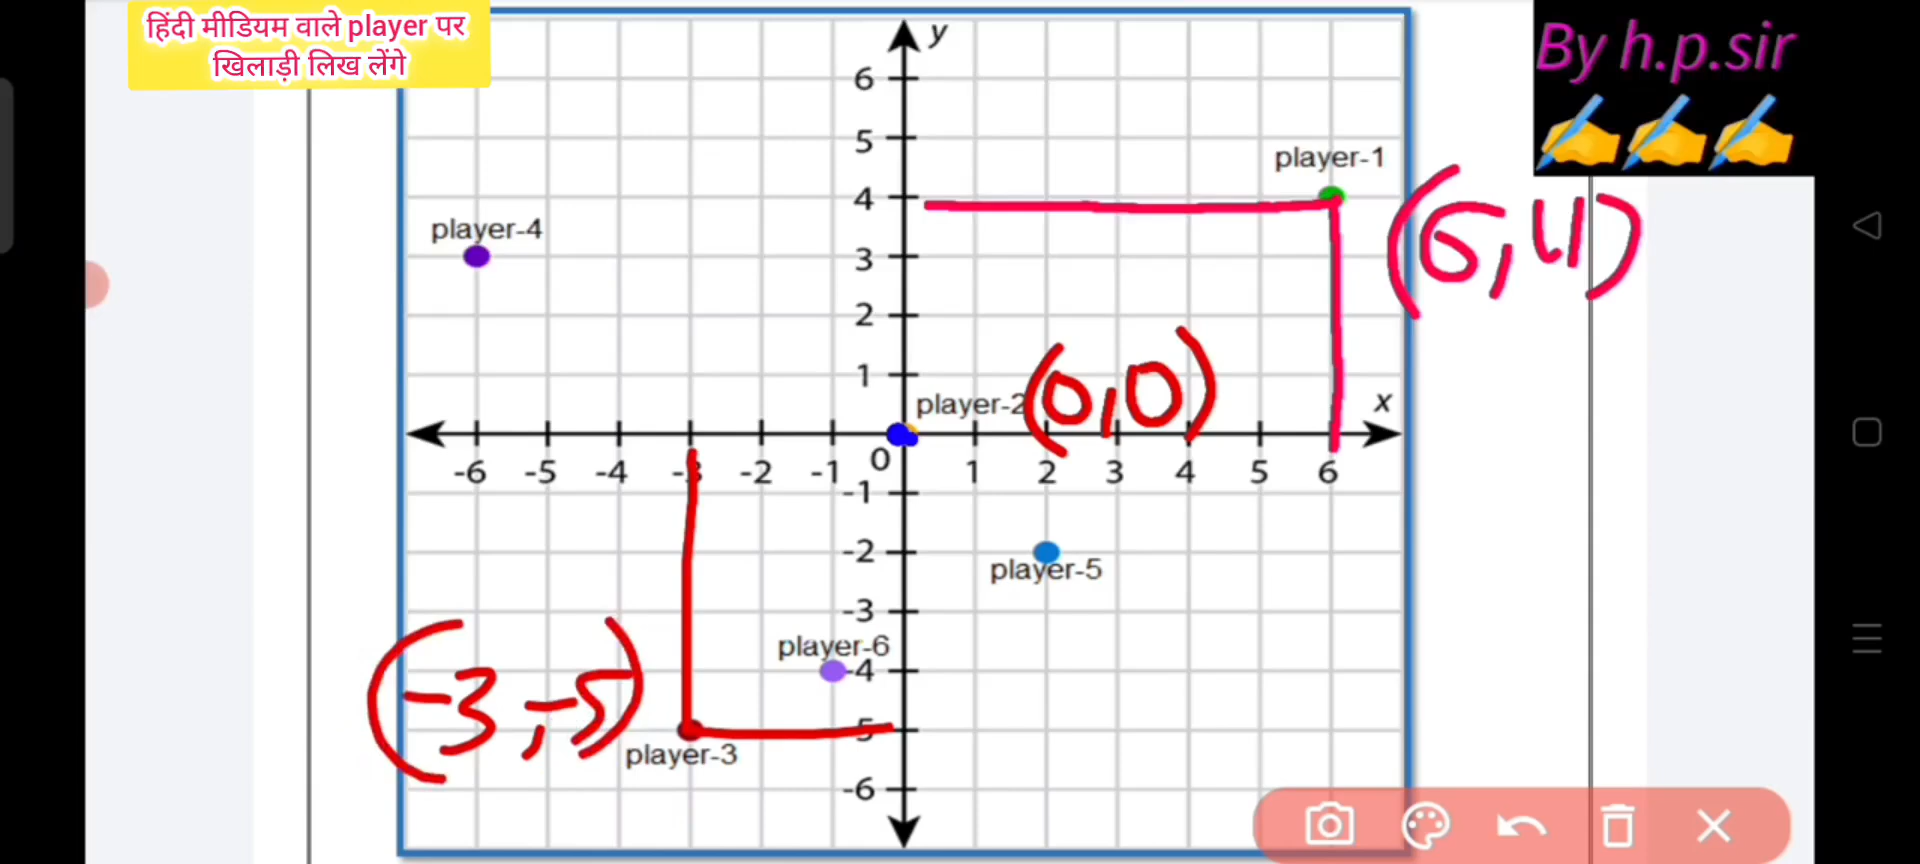 हिंदी मीडियम वाले player पर
खिलाड़ी लिख लेंगे
By h.p.sir
✍✍✍
y
6
5
player-1
4
(6,4)
player-4
3
2
1
player-2
(0,0)
x
0
-6 -5 -4 -3 -2 -1 1 2 3 4 5 6
-1
-2
player-5
-3
player-6
-4
(-3,-5)
-5
player-3
-6